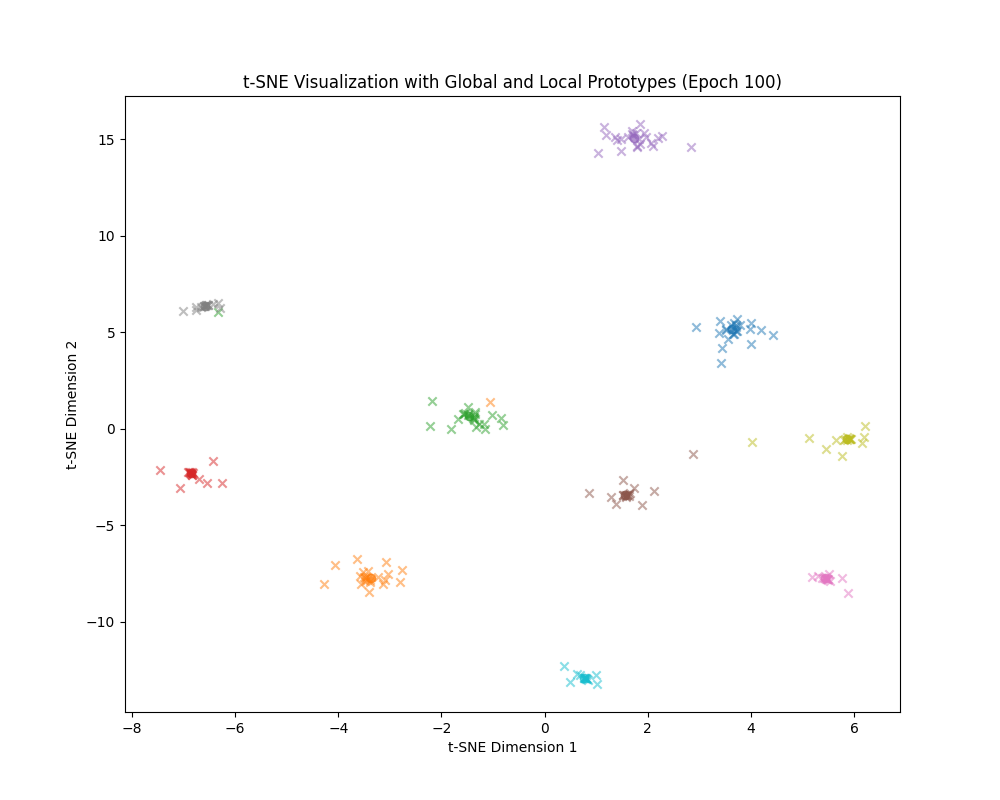 t-SNE Visualization with Global and Local Prototypes (Epoch 100)
15
10
5
0
−5
−10
t-SNE Dimension 2
−8 −6 −4 −2 0 2 4 6
t-SNE Dimension 1